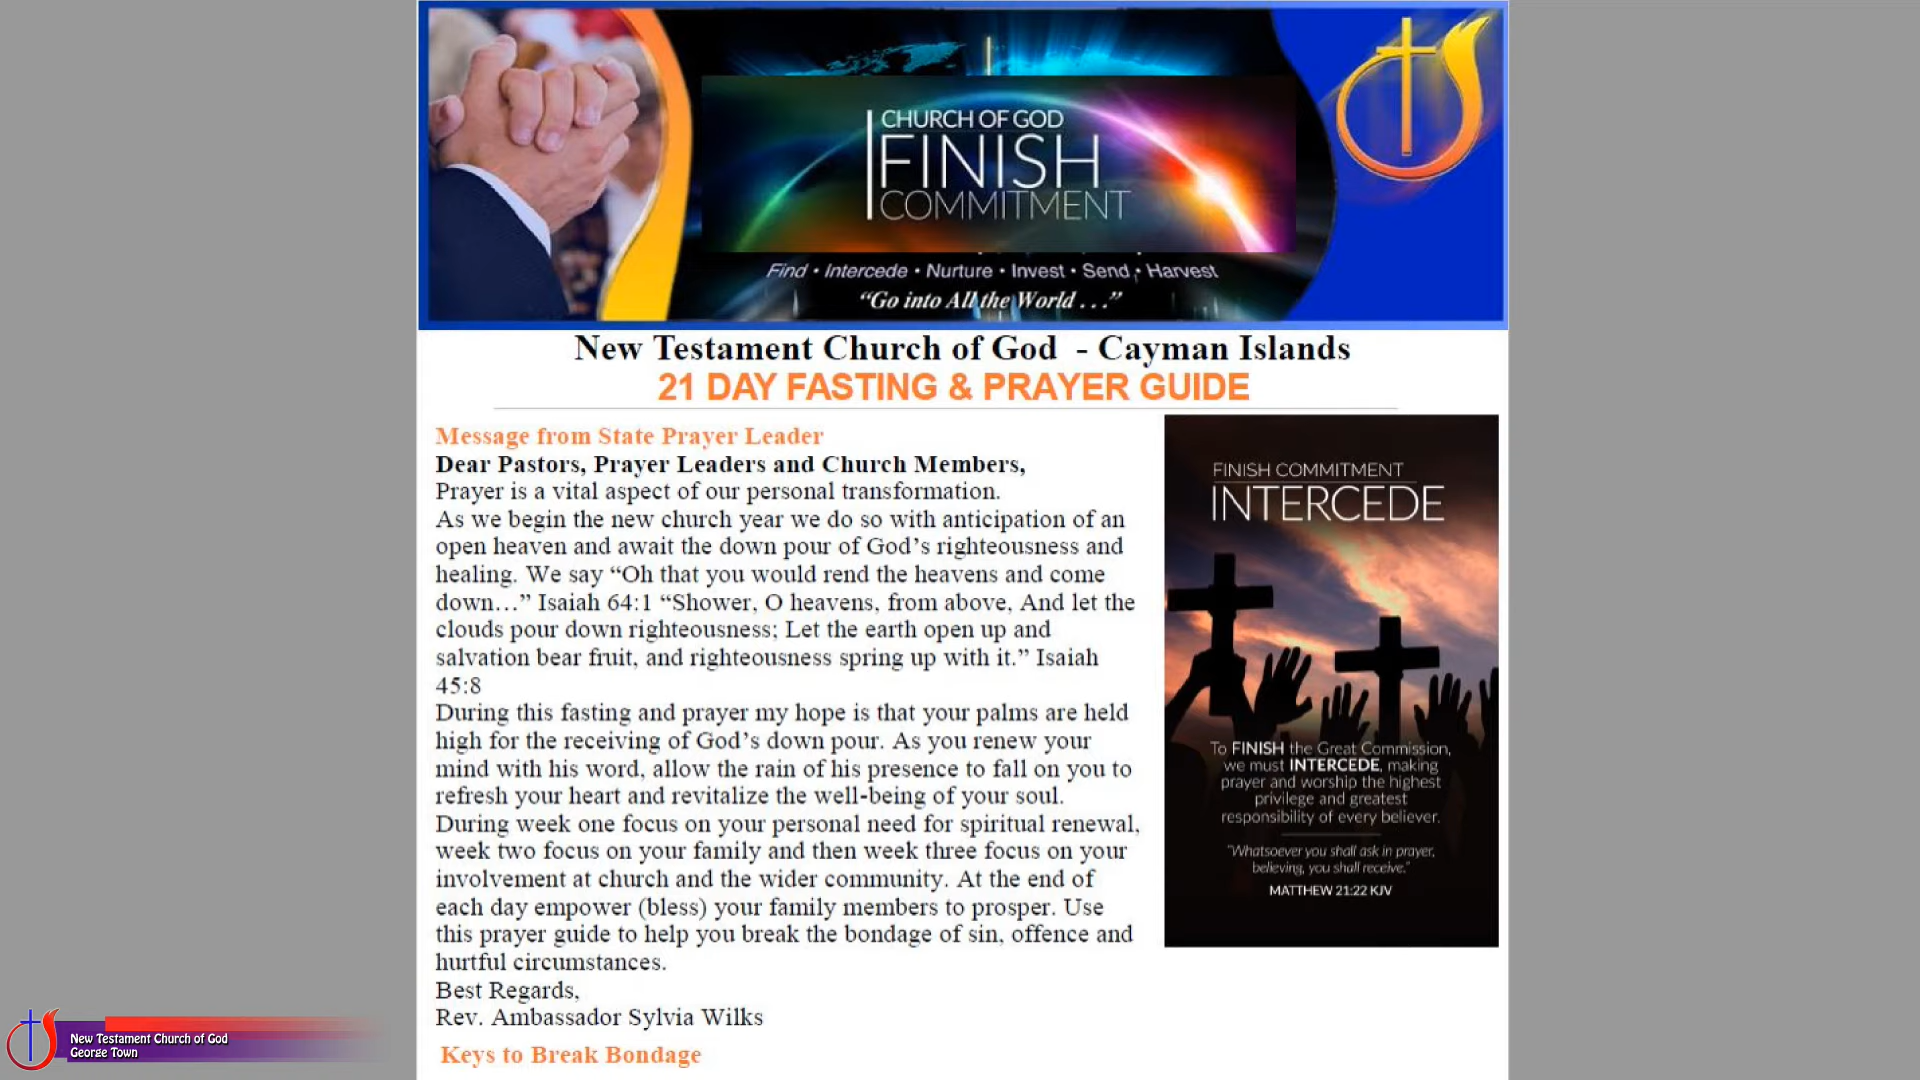 CHURCH OF GOD
FINISH
COMMITMENT
Find • Intercede • Nurture • Invest • Send • Harvest
“Go into All the World . . .”
New Testament Church of God - Cayman Islands
21 DAY FASTING & PRAYER GUIDE
Message from State Prayer Leader
Dear Pastors, Prayer Leaders and Church Members,
Prayer is a vital aspect of our personal transformation.
As we begin the new church year we do so with anticipation of an
open heaven and await the down pour of God’s righteousness and
healing. We say “Oh that you would rend the heavens and come
down…” Isaiah 64:1 “Shower, O heavens, from above, And let the
clouds pour down righteousness; Let the earth open up and
salvation bear fruit, and righteousness spring up with it.” Isaiah
45:8
During this fasting and prayer my hope is that your palms are held
high for the receiving of God’s down pour. As you renew your
mind with his word, allow the rain of his presence to fall on you to
refresh your heart and revitalize the well-being of your soul.
During week one focus on your personal need for spiritual renewal,
week two focus on your family and then week three focus on your
involvement at church and the wider community. At the end of
each day empower (bless) your family members to prosper. Use
this prayer guide to help you break the bondage of sin, offence and
hurtful circumstances.
Best Regards,
Rev. Ambassador Sylvia Wilks
Keys to Break Bondage
FINISH COMMITMENT
INTERCEDE
To FINISH the Great Commission,
we must INTERCEDE, making
prayer and worship the highest
privilege and greatest
responsibility of every believer.
“Whatsoever you shall ask in prayer,
believing, you shall receive.”
MATTHEW 21:22 KJV
New Testament Church of God
George Town